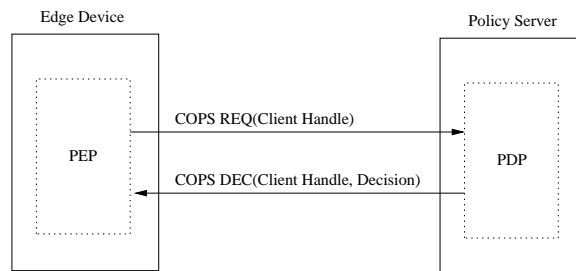 Edge Device
Policy Server
COPS REQ(Client Handle)
PEP
PDP
COPS DEC(Client Handle, Decision)